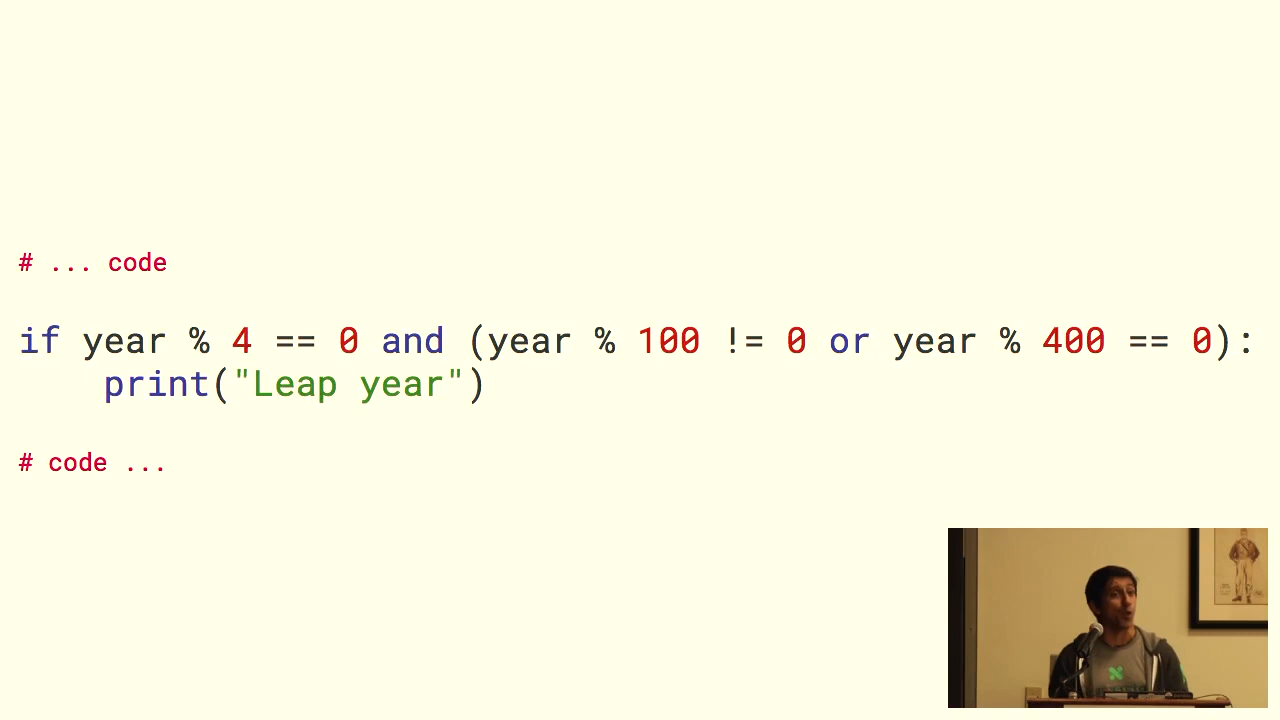 # ... code
if year % 4 == 0 and (year % 100 != 0 or year % 400 == 0):
    print("Leap year")
# code ...